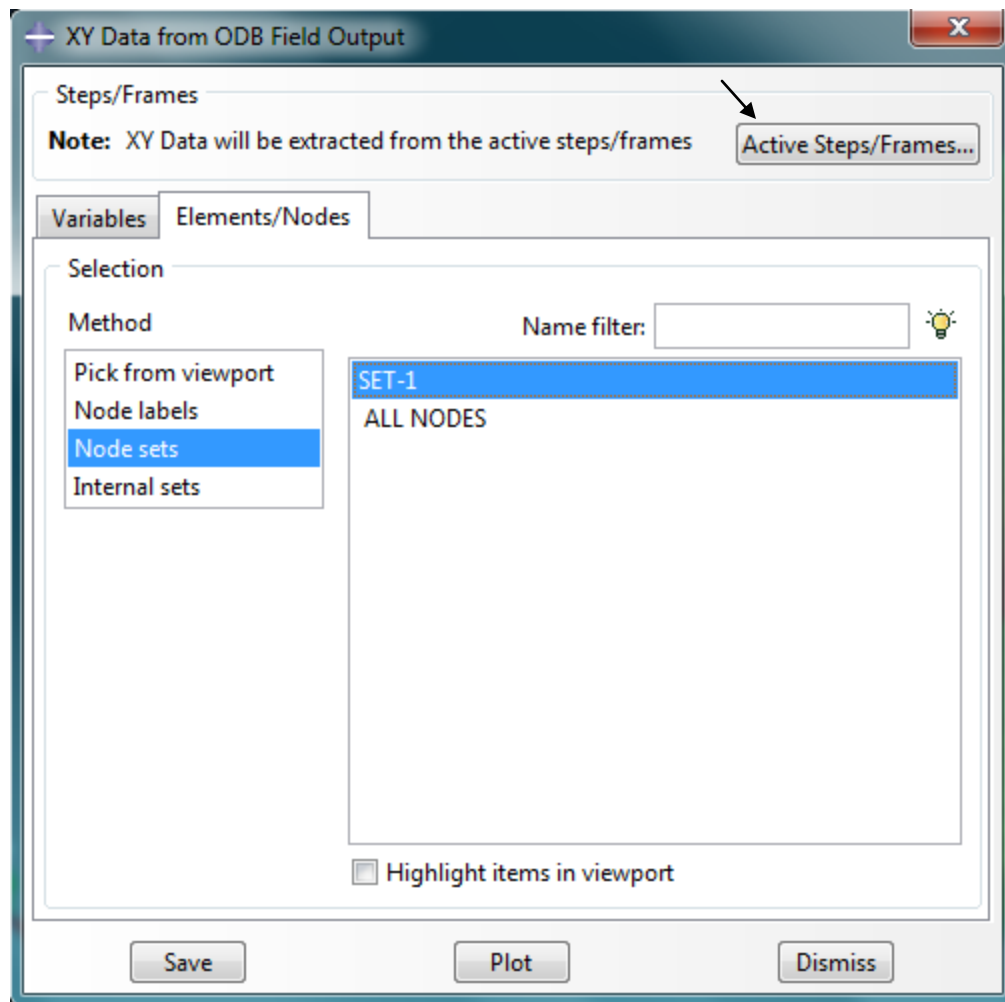 XY Data from ODB Field Output
x
Steps/Frames
Note: XY Data will be extracted from the active steps/frames
Active Steps/Frames...
Variables
Elements/Nodes
Selection
Method
Name filter:
Pick from viewport
Node labels
Node sets
Internal sets
SET-1
ALL NODES
Highlight items in viewport
Save
Plot
Dismiss